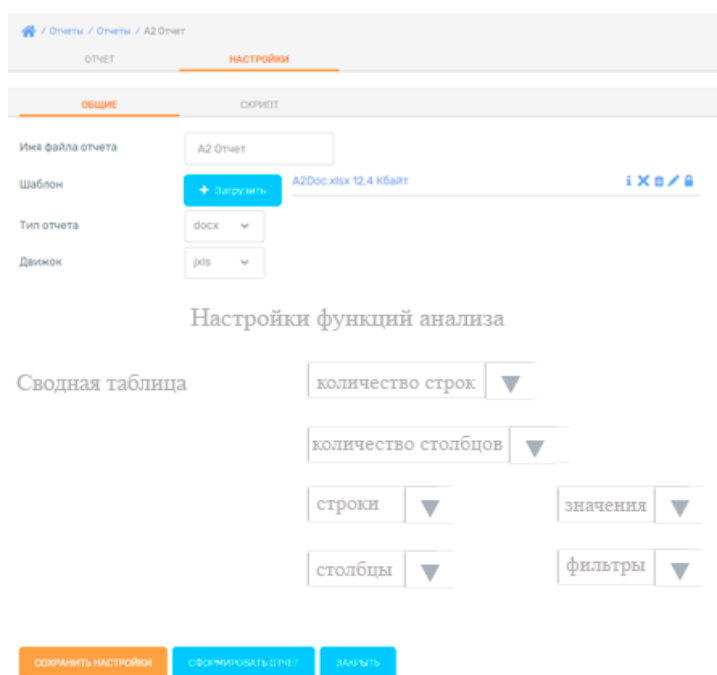 / Отчеты / Отчеты / А2 Отчет
ОТЧЕТ НАСТРОЙКИ
ОБЩИЕ СКРИПТ
Имя файла отчета А2 Отчет
Шаблон + Загрузить A2Doc.xlsx 12,4 Кбайт
Тип отчета docx
Движок jxls
Настройки функций анализа
Сводная таблица количество строк
количество столбцов
строки значения
столбцы фильтры
СОХРАНИТЬ НАСТРОЙКИ СФОРМИРОВАТЬ ОТЧЕТ ЗАКРЫТЬ